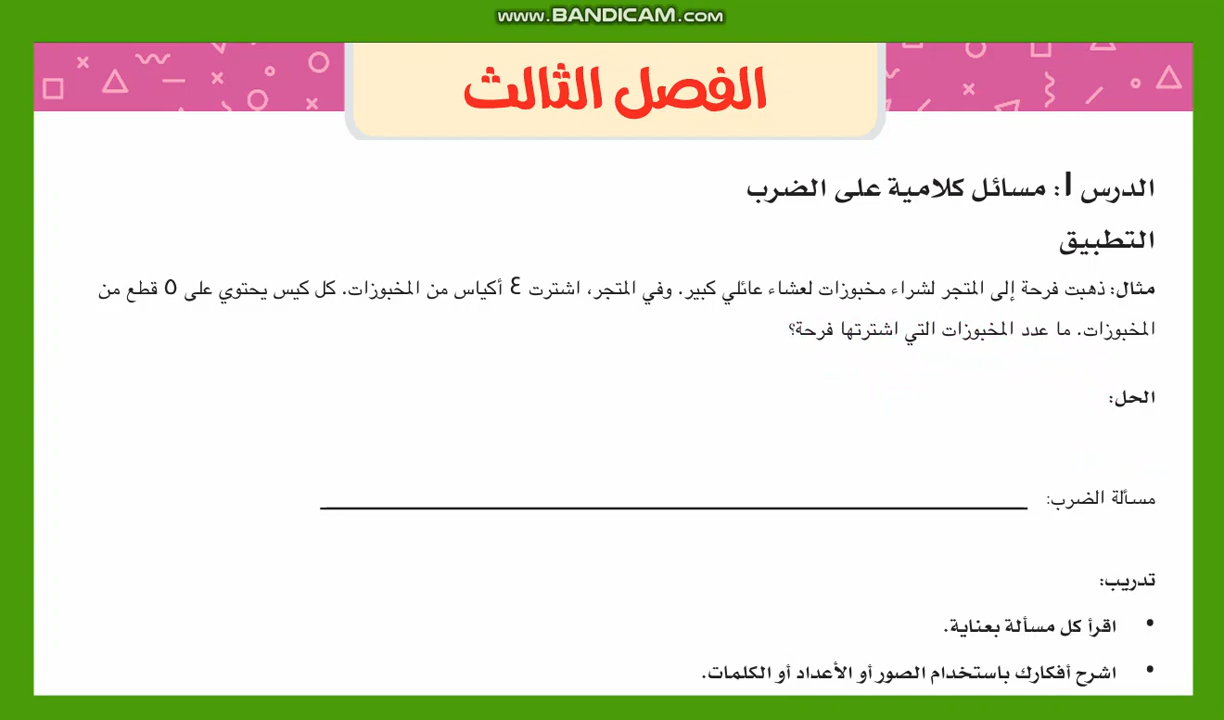 www.BANDICAM.com
الفصل الثالث
الدرس ١: مسائل كلامية على الضرب
التطبيق
مثال: ذهبت فرحة إلى المتجر لشراء مخبوزات لعشاء عائلي كبير. وفي المتجر، اشترت ٤ أكياس من المخبوزات. كل كيس يحتوي على ٥ قطع من
المخبوزات. ما عدد المخبوزات التي اشترتها فرحة؟
الحل:
مسألة الضرب:
تدريب:
• اقرأ كل مسألة بعناية.
• اشرح أفكارك باستخدام الصور أو الأعداد أو الكلمات.